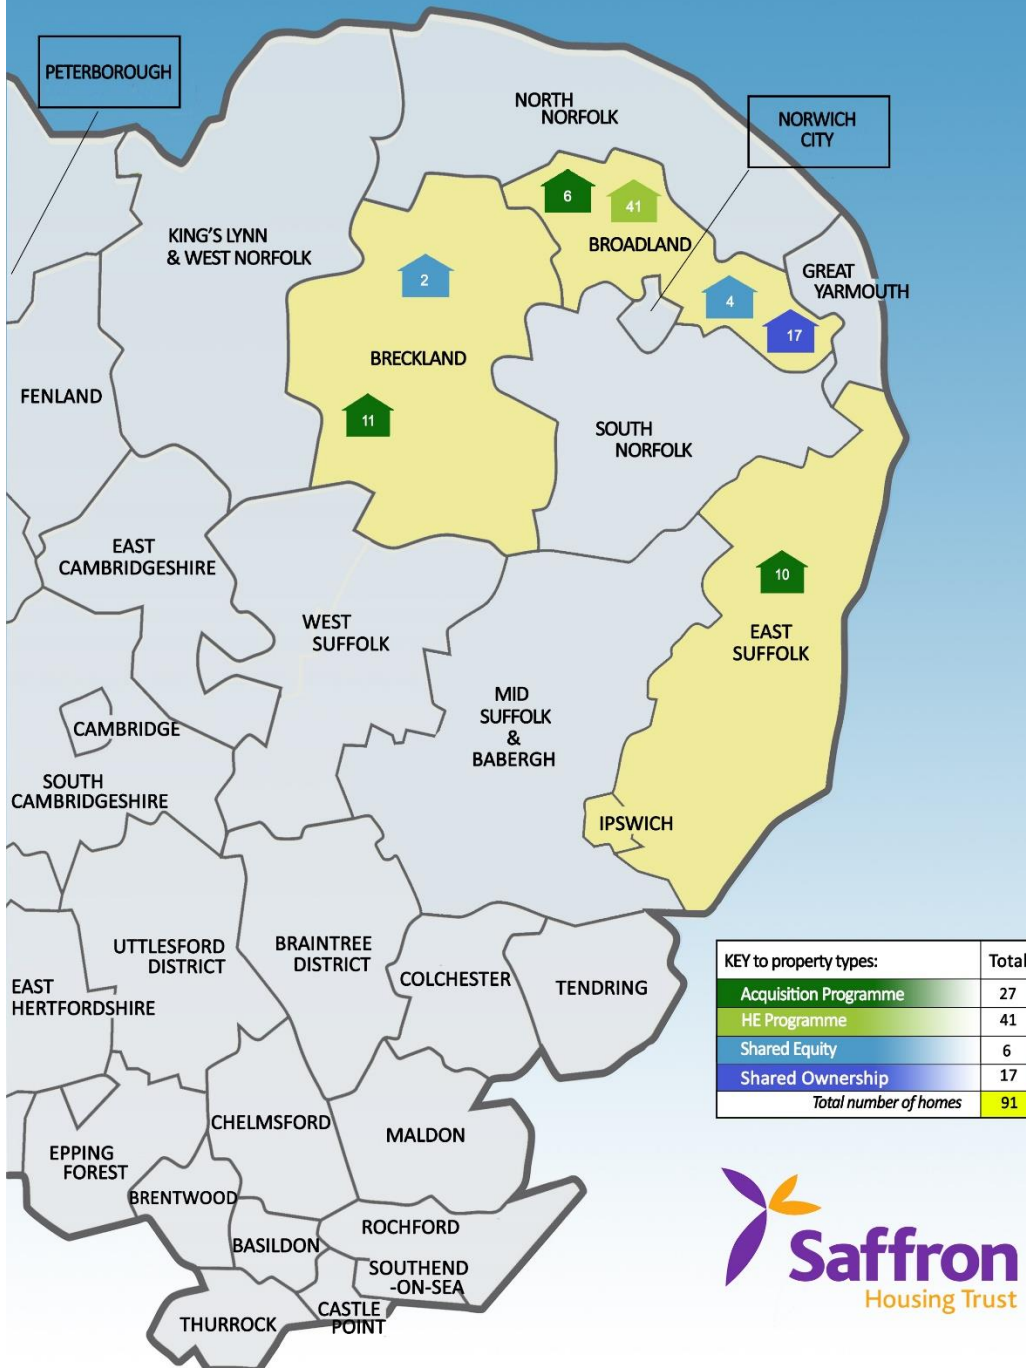 PETERBOROUGH
NORTH
NORFOLK
NORWICH
CITY
6
41
KING'S LYNN
& WEST NORFOLK
BROADLAND
GREAT
YARMOUTH
2
4
17
BRECKLAND
FENLAND
11
SOUTH
NORFOLK
EAST
CAMBRIDGESHIRE
10
WEST
SUFFOLK
EAST
SUFFOLK
MID
SUFFOLK
&
BABERGH
CAMBRIDGE
SOUTH
CAMBRIDGESHIRE
IPSWICH
UTTLESFORD
DISTRICT
BRAINTREE
DISTRICT
COLCHESTER
TENDRING
EAST
HERTFORDSHIRE
KEY to property types: Total
Acquisition Programme 27
HE Programme 41
Shared Equity 6
Shared Ownership 17
Total number of homes 91
CHELMSFORD
MALDON
EPPING
FOREST
BRENTWOOD
ROCHFORD
BASILDON
SOUTHEND
-ON-SEA
CASTLE
POINT
THURROCK
Saffron
Housing Trust